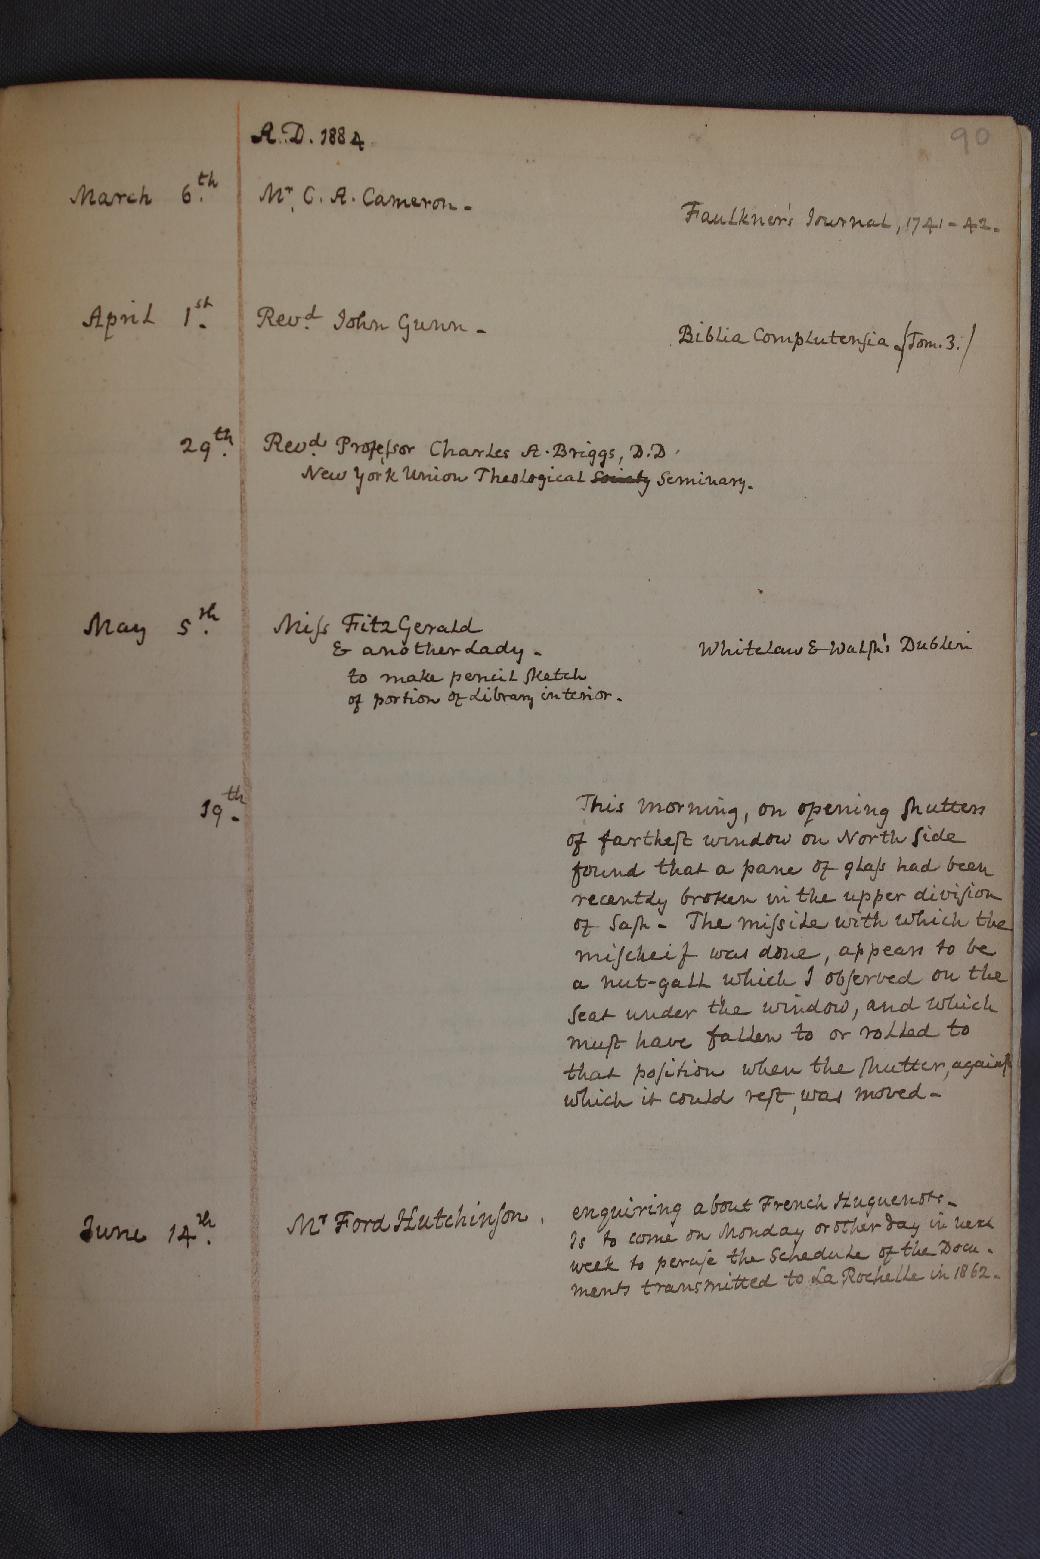 90
A.D. 1884
March 6th. Mr. C. A. Cameron - Faulkner's Journal, 1741-42.
April 1st. Revd. John Gunn - Biblia Complutensia. (Tom. 3.)
29th. Revd. Professor Charles A. Briggs, D.D.
New York Union Theological Society Seminary.
May 5th. Miss FitzGerald
& another Lady - Whitelaw & Walsh's Dublin
to make pencil sketch
of portion of Library interior.
19th. This morning, on opening shutters
of farthest window on North Side
found that a pane of glass had been
recently broken in the upper division
of Sash - The missile with which the
mischeif was done, appears to be
a nut-gall which I observed on the
seat under the window, and which
must have fallen to or rolled to
that position when the shutter, against
which it could rest, was moved -
June 14th. Mr Ford Hutchinson. enquiring about French Huguenots -
Is to come on Monday or other day in next
week to peruse the Schedule of the Docu-
ments transmitted to La Rochelle in 1862.